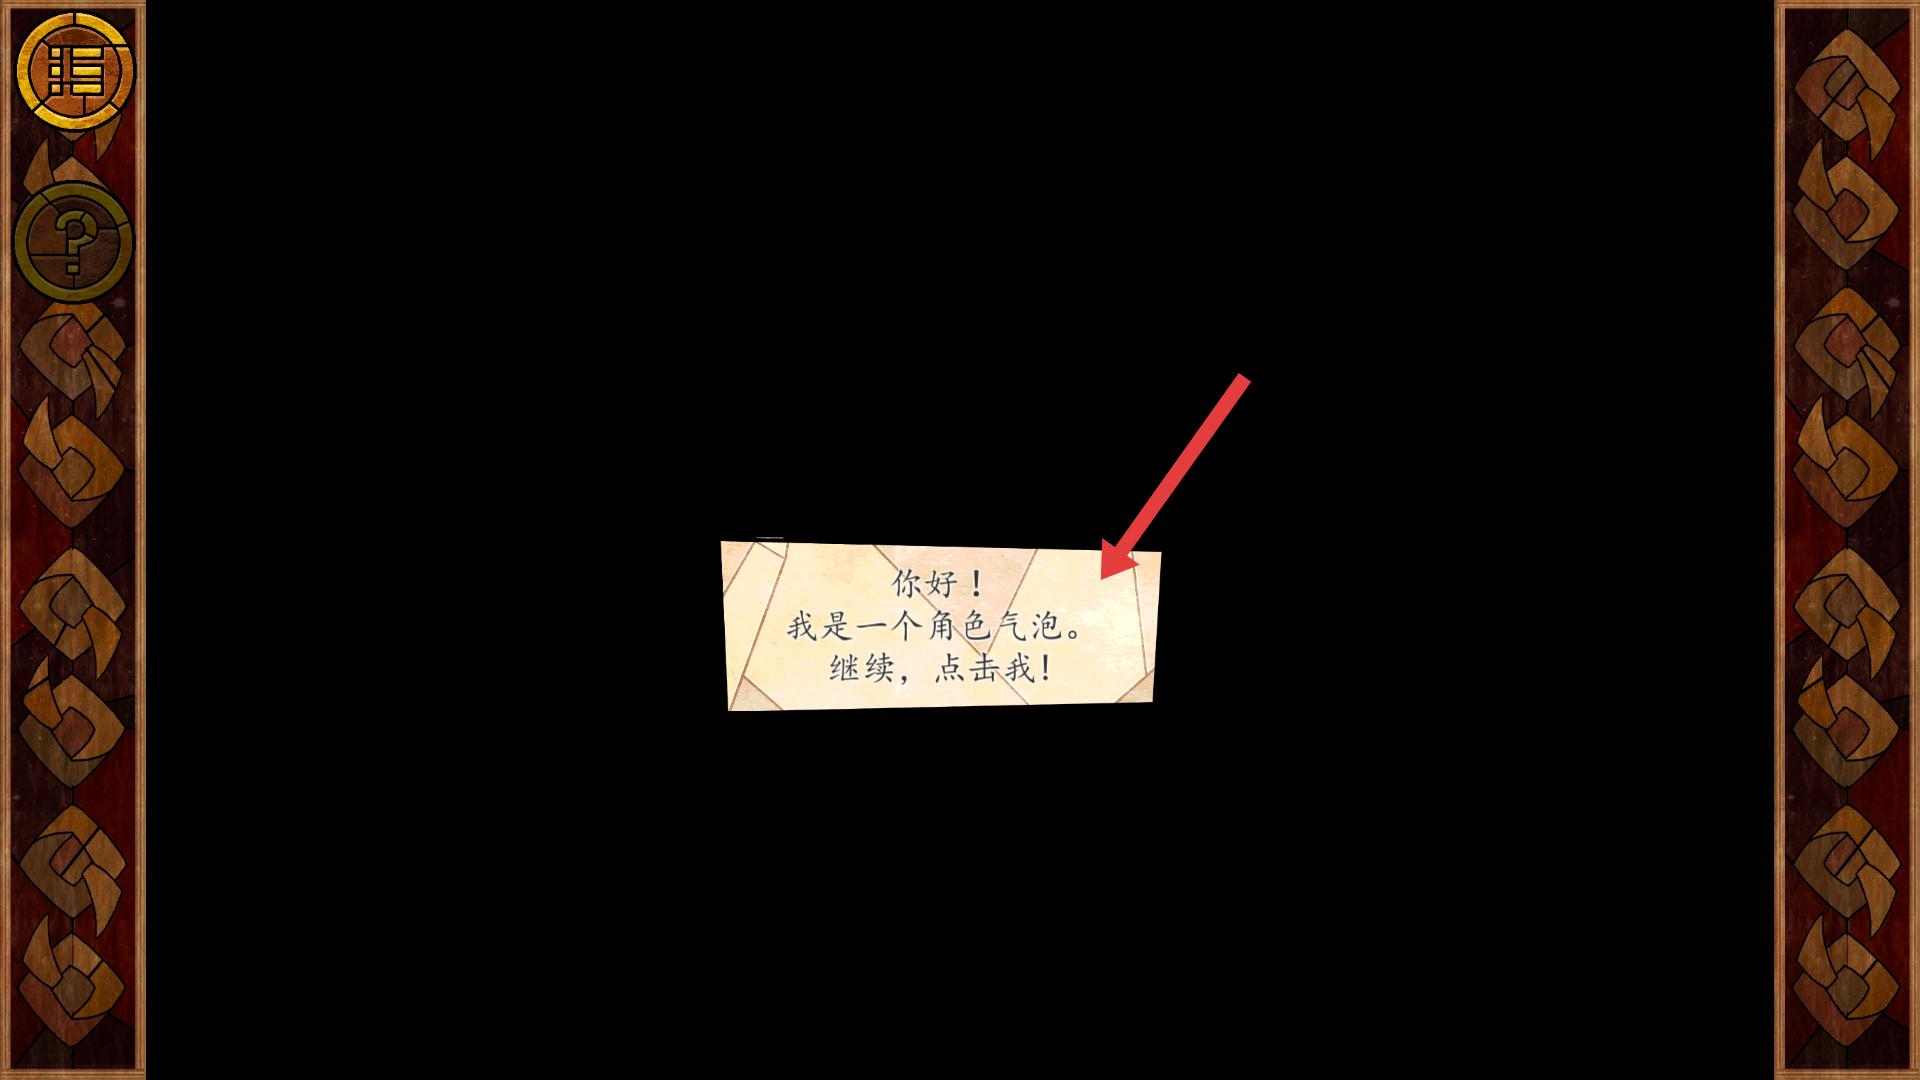 你好！
我是一个角色气泡。
继续，点击我！
?